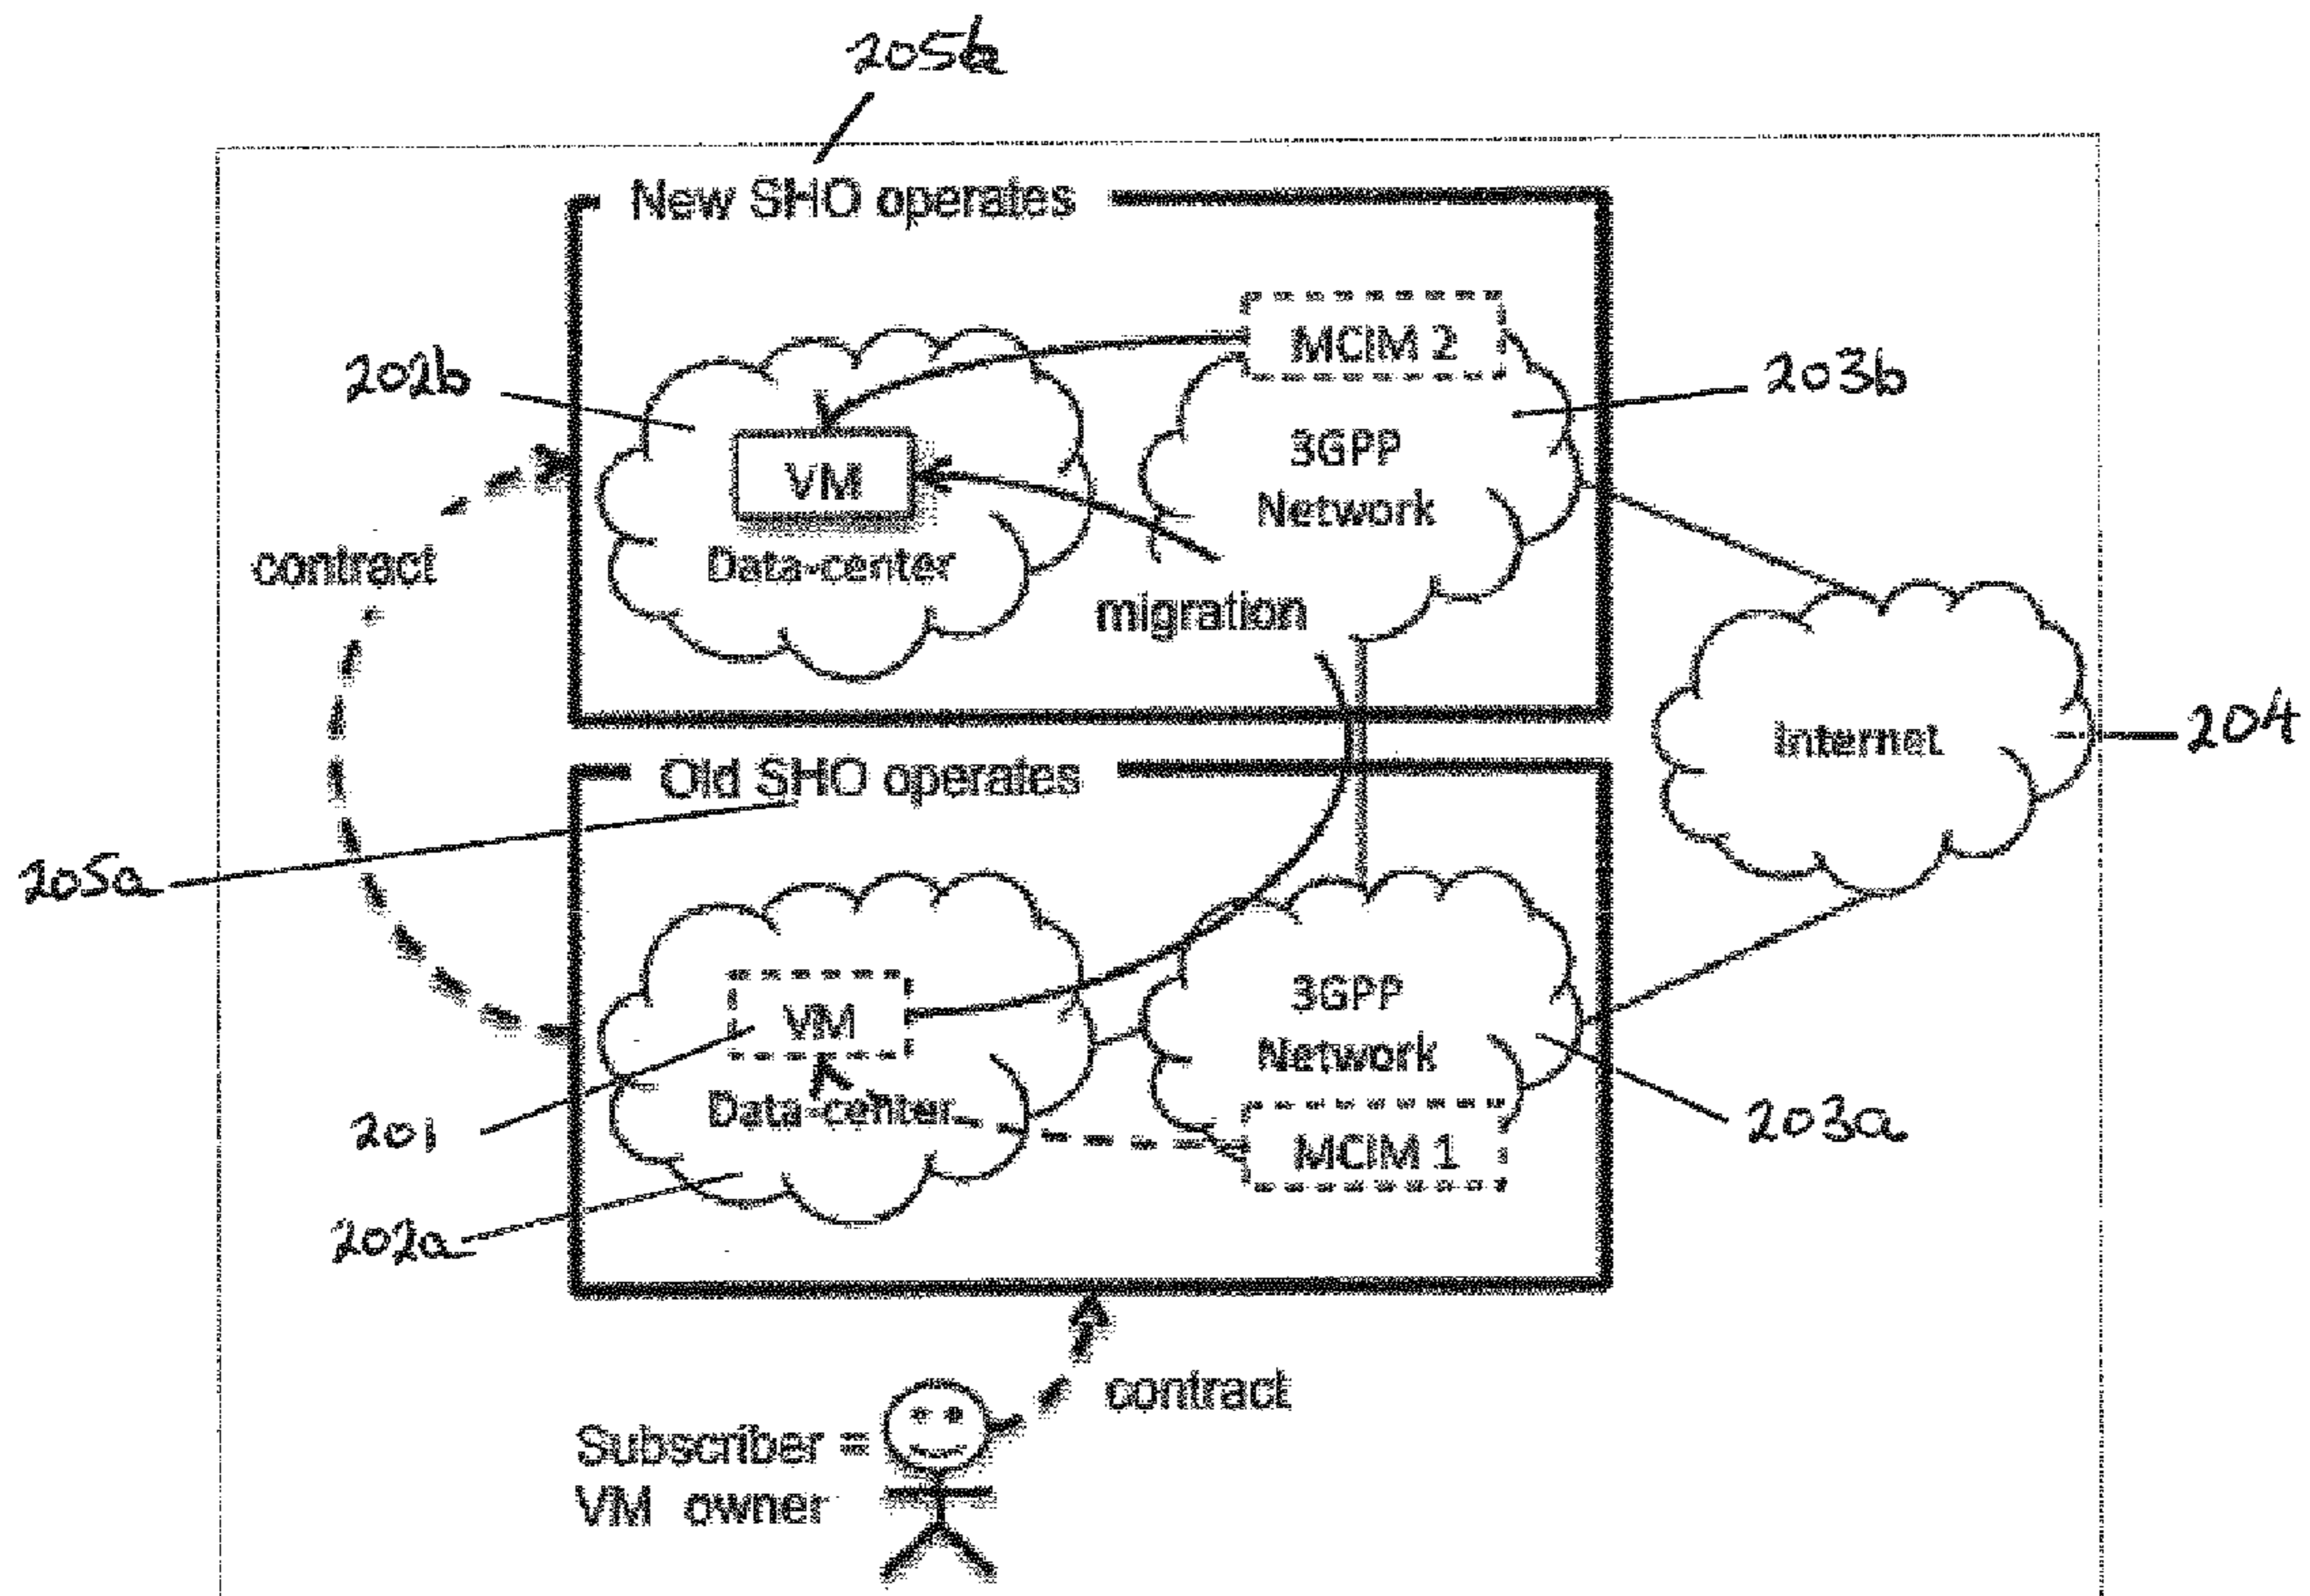 205b
New SHO operates
MCIM 2
202b
203b
3GPP
Network
VM
Data-center
contract
migration
Internet
204
Old SHO operates
205a
VM
3GPP
Network
201
Data-center
203a
MCIM 1
202a
contract
Subscriber =
VM owner